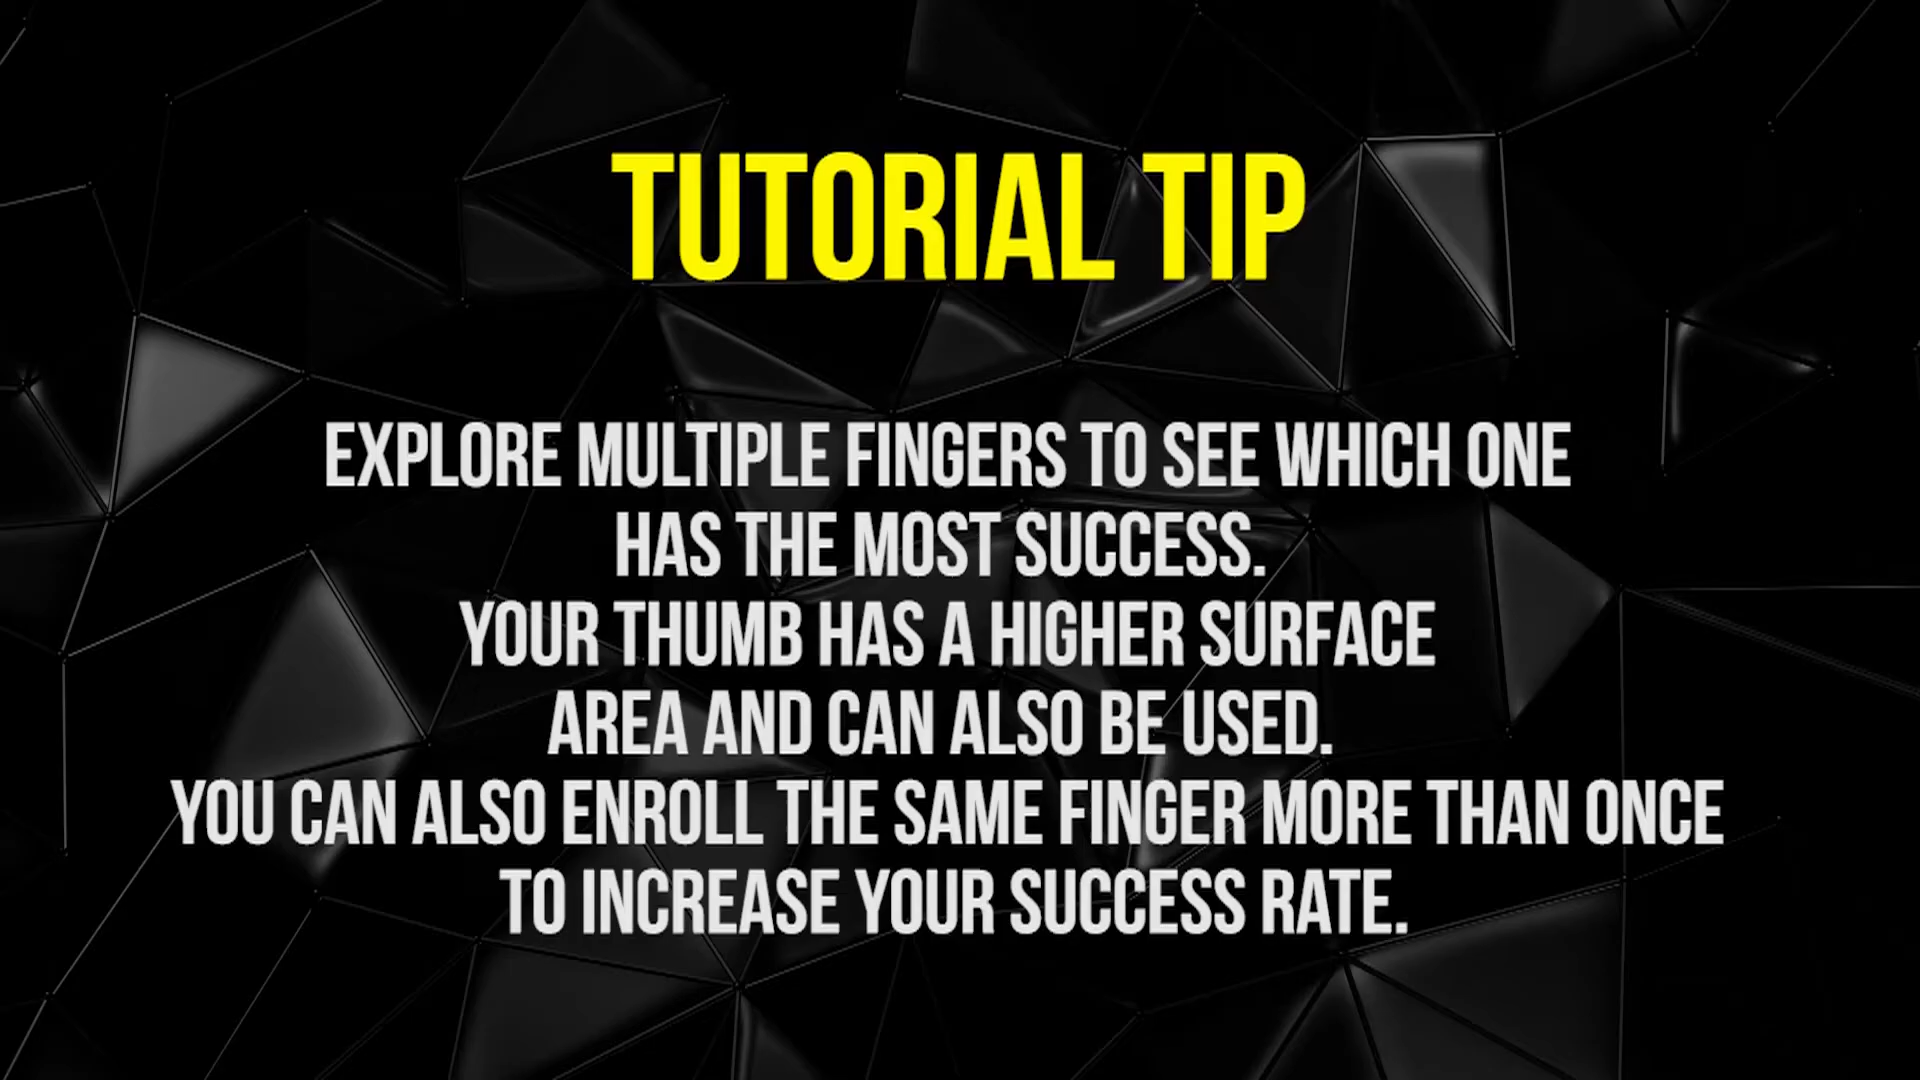 TUTORIAL TIP
EXPLORE MULTIPLE FINGERS TO SEE WHICH ONE
HAS THE MOST SUCCESS.
YOUR THUMB HAS A HIGHER SURFACE
AREA AND CAN ALSO BE USED.
YOU CAN ALSO ENROLL THE SAME FINGER MORE THAN ONCE
TO INCREASE YOUR SUCCESS RATE.